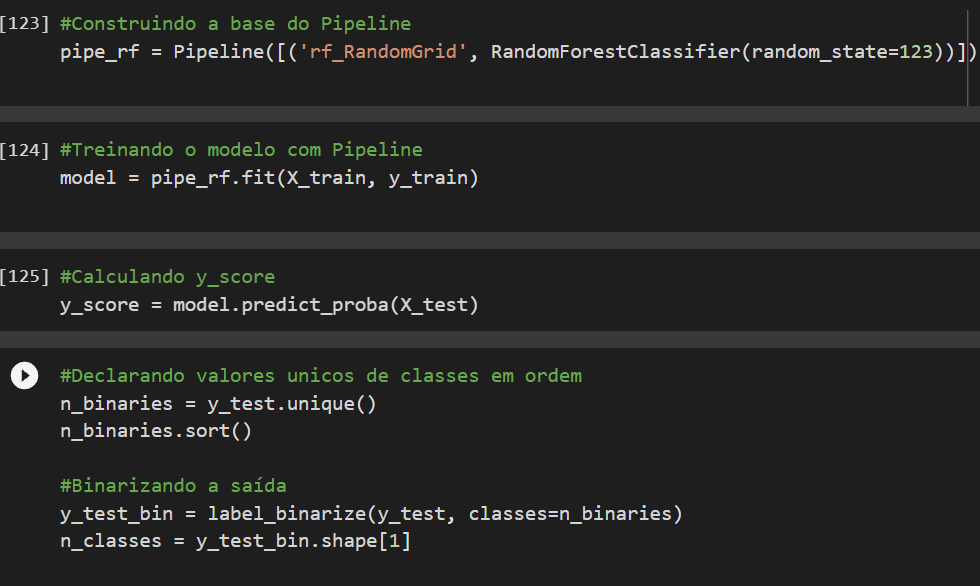 [123] #Construindo a base do Pipeline
pipe_rf = Pipeline([('rf_RandomGrid', RandomForestClassifier(random_state=123))])
[124] #Treinando o modelo com Pipeline
model = pipe_rf.fit(X_train, y_train)
[125] #Calculando y_score
y_score = model.predict_proba(X_test)
#Declarando valores unicos de classes em ordem
n_binaries = y_test.unique()
n_binaries.sort()
#Binarizando a saída
y_test_bin = label_binarize(y_test, classes=n_binaries)
n_classes = y_test_bin.shape[1]